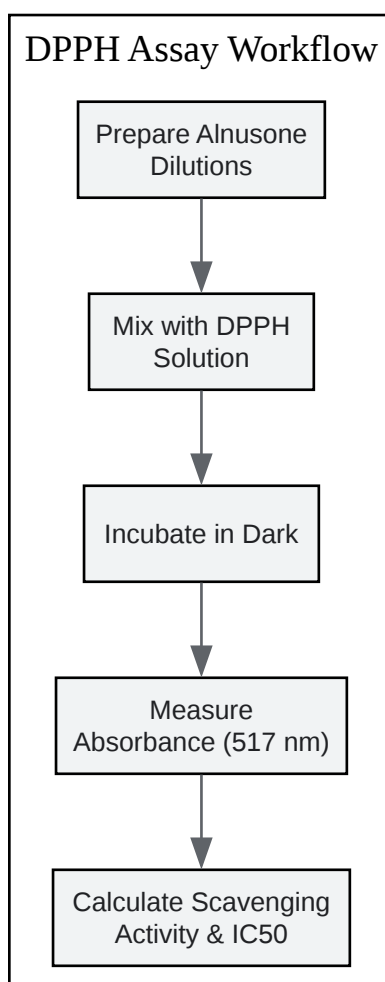 DPPH Assay Workflow
Prepare Alnusone
Dilutions
Mix with DPPH
Solution
Incubate in Dark
Measure
Absorbance (517 nm)
Calculate Scavenging
Activity & IC50